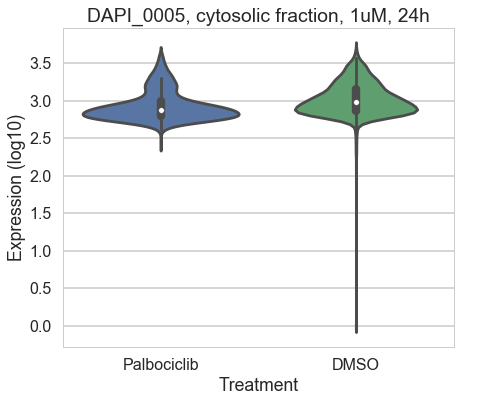 DAPI_0005, cytosolic fraction, 1uM, 24h
Expression (log10)
3.5
3.0
2.5
2.0
1.5
1.0
0.5
0.0
Palbociclib
DMSO
Treatment